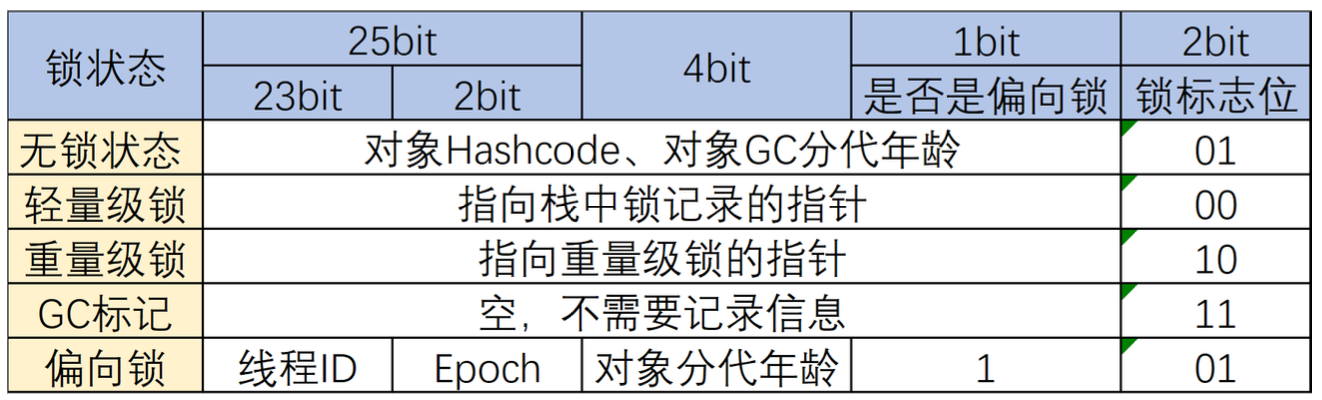 锁状态 25bit 4bit 1bit 2bit
23bit 2bit 是否是偏向锁 锁标志位
无锁状态 对象Hashcode、对象GC分代年龄 01
轻量级锁 指向栈中锁记录的指针 00
重量级锁 指向重量级锁的指针 10
GC标记 空，不需要记录信息 11
偏向锁 线程ID Epoch 对象分代年龄 1 01